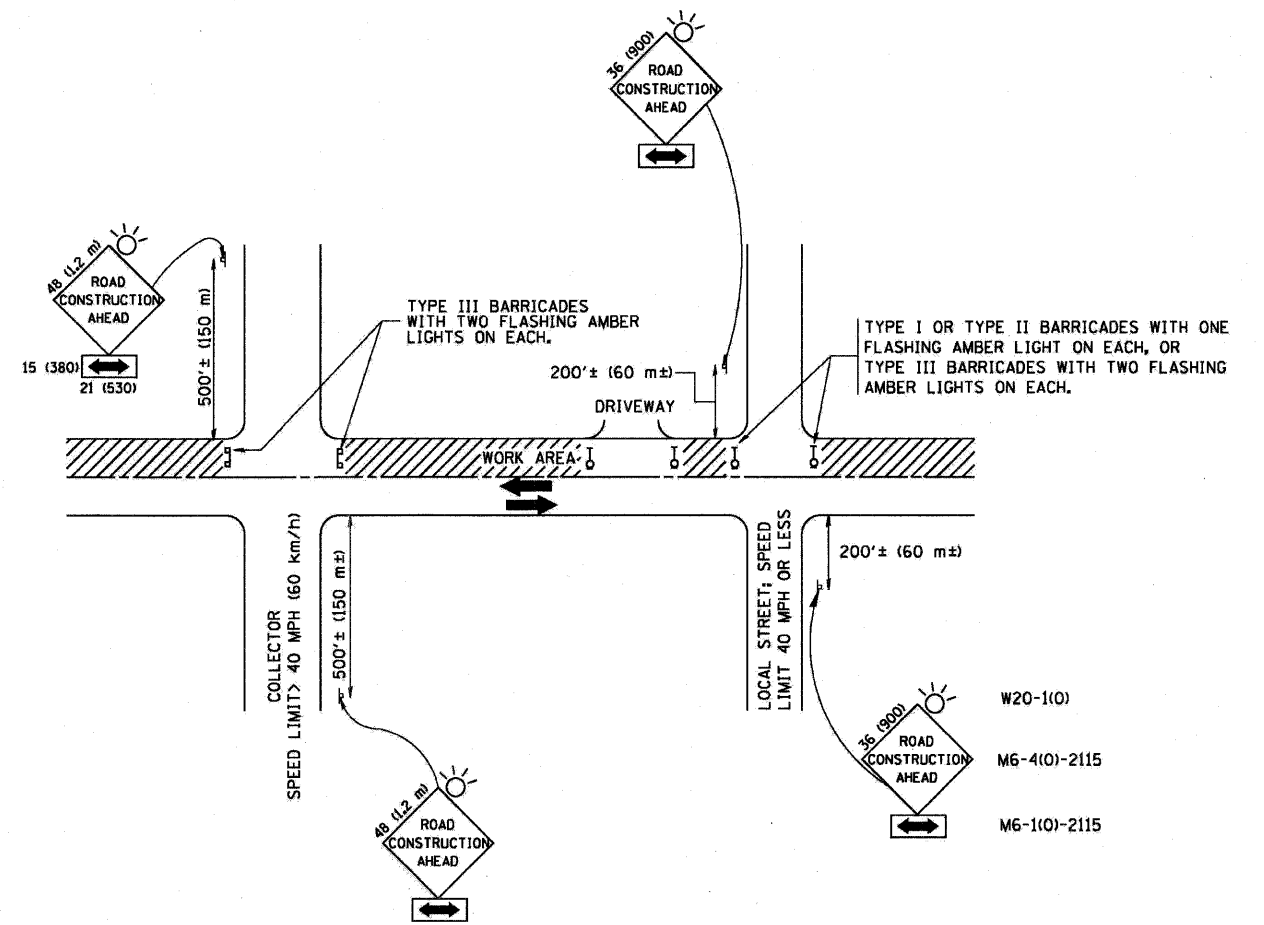 36 (900)
ROAD
CONSTRUCTION
AHEAD
48 (1.2 m)
ROAD
CONSTRUCTION
AHEAD
15 (380)
21 (530)
500'± (150 m)
TYPE III BARRICADES
WITH TWO FLASHING AMBER
LIGHTS ON EACH.
TYPE I OR TYPE II BARRICADES WITH ONE
FLASHING AMBER LIGHT ON EACH, OR
TYPE III BARRICADES WITH TWO FLASHING
AMBER LIGHTS ON EACH.
200'± (60 m±)
DRIVEWAY
WORK AREA
COLLECTOR
SPEED LIMIT> 40 MPH (60 km/h)
500'± (150 m±)
LOCAL STREET; SPEED
LIMIT 40 MPH OR LESS
200'± (60 m±)
36 (900)
ROAD
CONSTRUCTION
AHEAD
W20-1(O)
M6-4(O)-2115
M6-1(O)-2115
48 (1.2 m)
ROAD
CONSTRUCTION
AHEAD